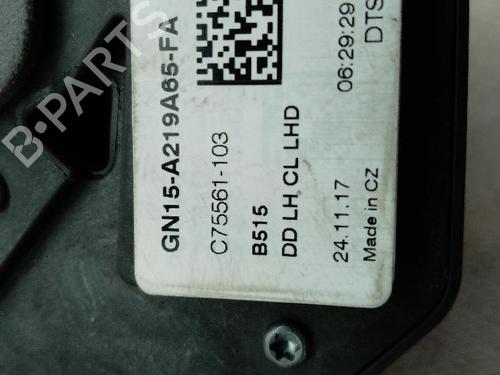 GN15-A219A65-FA
C75561-103
B515
DD LH CL LHD
24.11.17
Made in CZ
06:29:29
DTS
B-PARTS